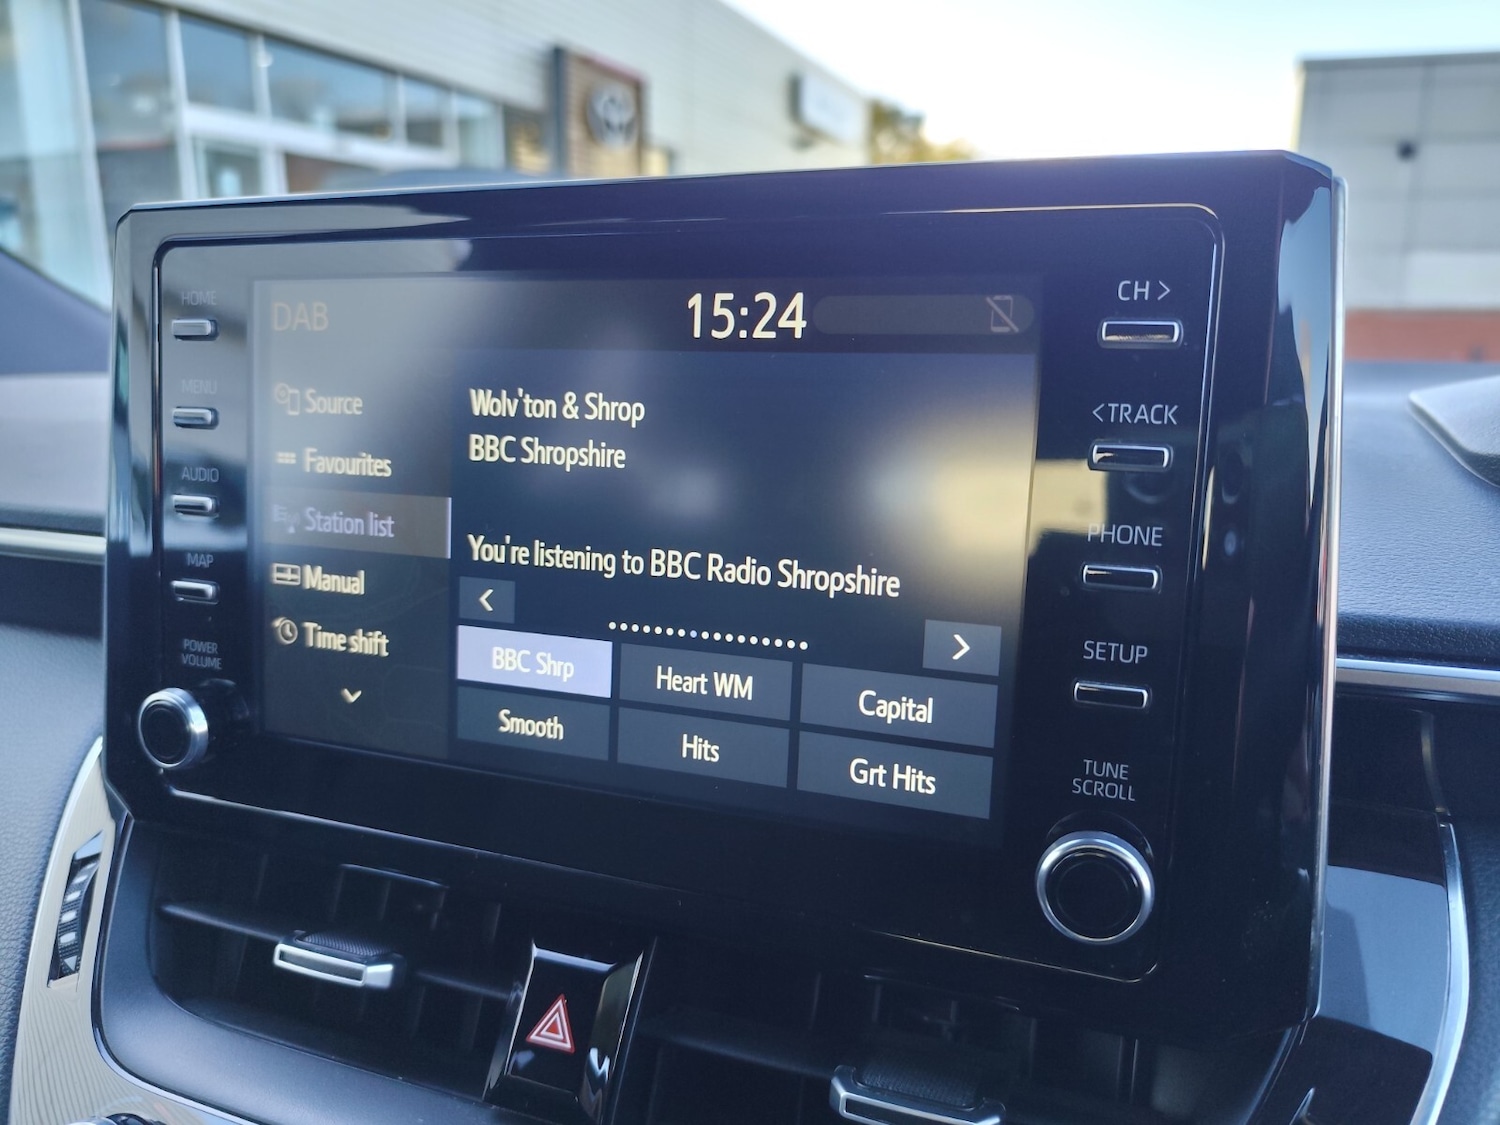 HOME
MENU
AUDIO
MAP
POWER
VOLUME
DAB
15:24
Source
Favourites
Station list
Manual
Time shift
Wolv'ton & Shrop
BBC Shropshire
You're listening to BBC Radio Shropshire
<
>
BBC Shrp
Heart WM
Capital
Smooth
Hits
Grt Hits
CH >
< TRACK
PHONE
SETUP
TUNE
SCROLL